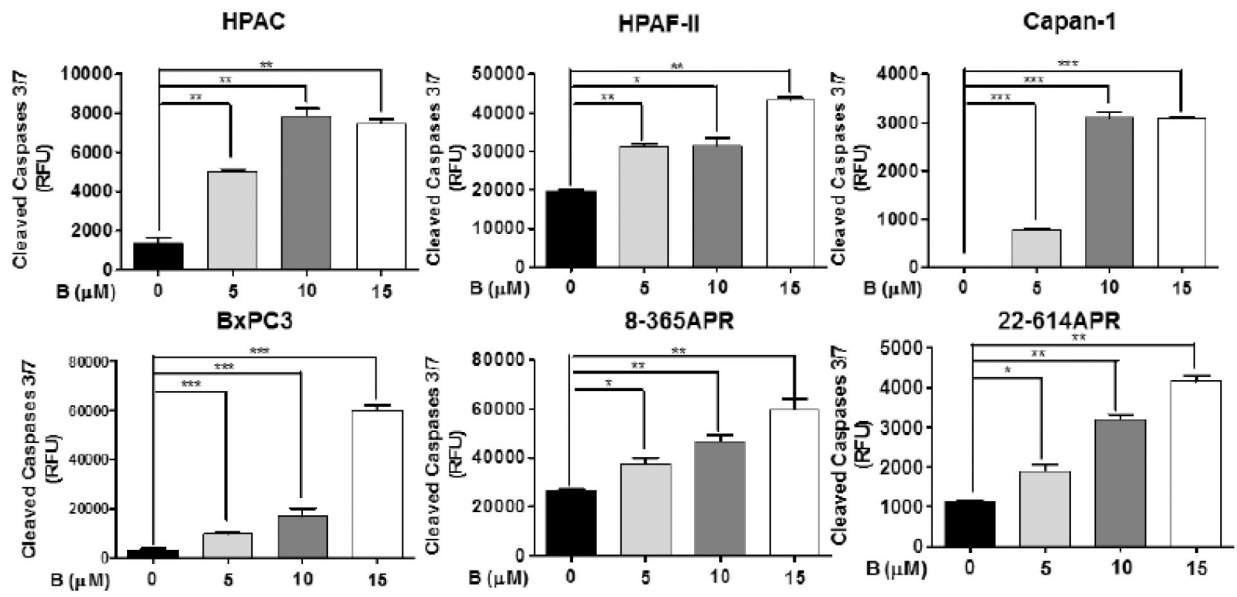 HPAC
HPAF-II
Capan-1
Cleaved Caspases 3/7
(RFU)
10000
8000
6000
4000
2000
0
**
**
**
B (µM)
0 5 10 15
Cleaved Caspases 3/7
(RFU)
50000
40000
30000
20000
10000
0
**
*
**
B (µM)
0 5 10 15
Cleaved Caspases 3/7
(RFU)
4000
3000
2000
1000
0
***
***
***
B (µM)
0 5 10 15
BxPC3
8-365APR
22-614APR
Cleaved Caspases 3/7
(RFU)
80000
60000
40000
20000
0
***
***
***
B (µM)
0 5 10 15
Cleaved Caspases 3/7
(RFU)
80000
60000
40000
20000
0
**
**
*
B (µM)
0 5 10 15
Cleaved Caspases 3/7
(RFU)
5000
4000
3000
2000
1000
0
**
**
*
B (µM)
0 5 10 15